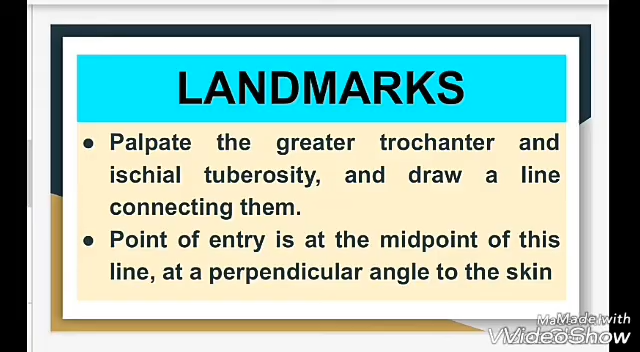 LANDMARKS
● Palpate the greater trochanter and
ischial tuberosity, and draw a line
connecting them.
● Point of entry is at the midpoint of this
line, at a perpendicular angle to the skin
Made with
VideoShow